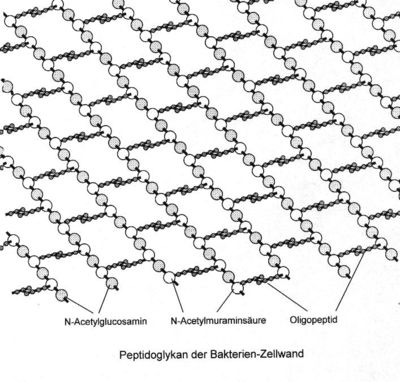 N-Acetylglucosamin N-Acetylmuraminsäure Oligopeptid
Peptidoglykan der Bakterien-Zellwand